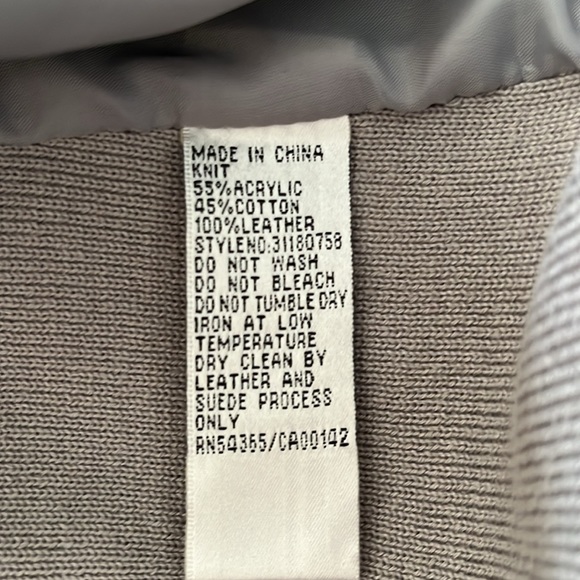 MADE IN CHINA
KNIT
55%ACRYLIC
45%COTTON
100%LEATHER
STYLENO:31180758
DO NOT WASH
DO NOT BLEACH
DO NOT TUMBLE DRY
IRON AT LOW
TEMPERATURE
DRY CLEAN BY
LEATHER AND
SUEDE PROCESS
ONLY
RN54365/CA00142